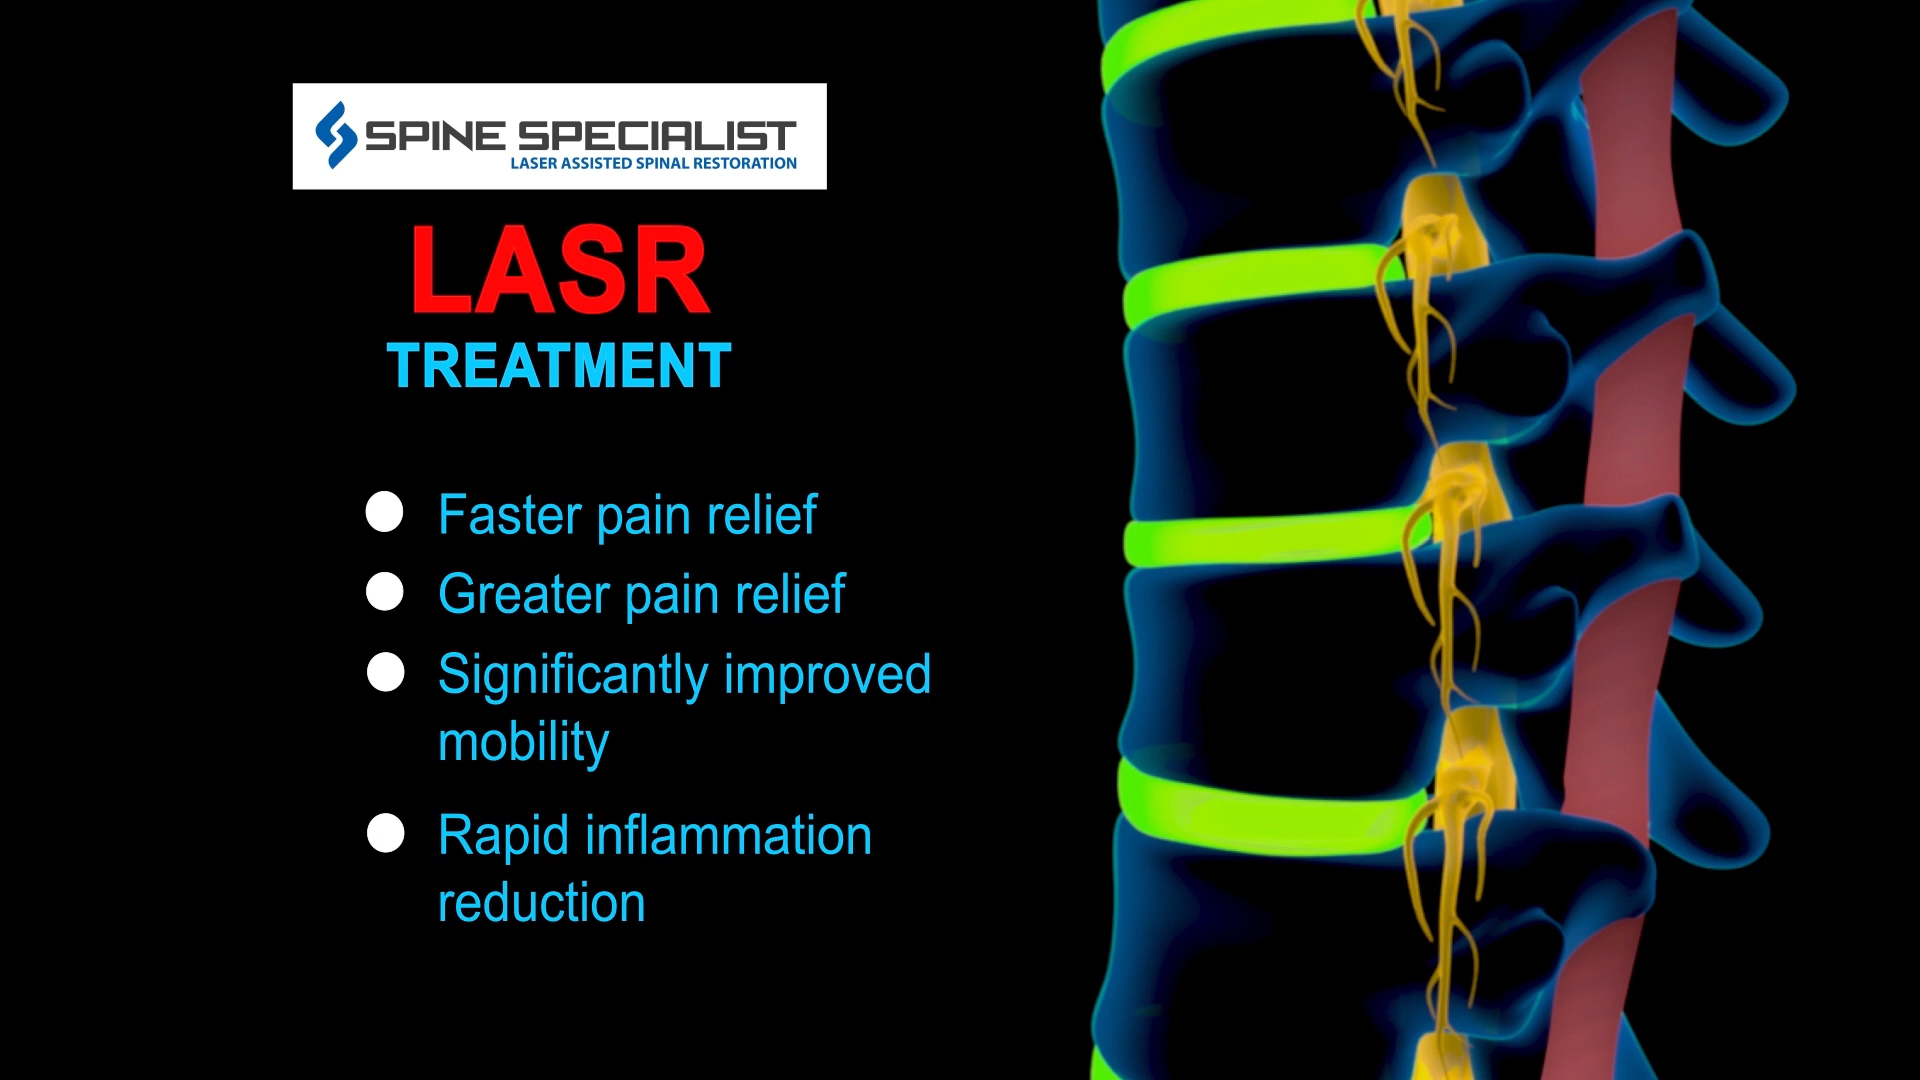 SPINE SPECIALIST
LASER ASSISTED SPINAL RESTORATION
LASR
TREATMENT
Faster pain relief
Greater pain relief
Significantly improved
mobility
Rapid inflammation
reduction